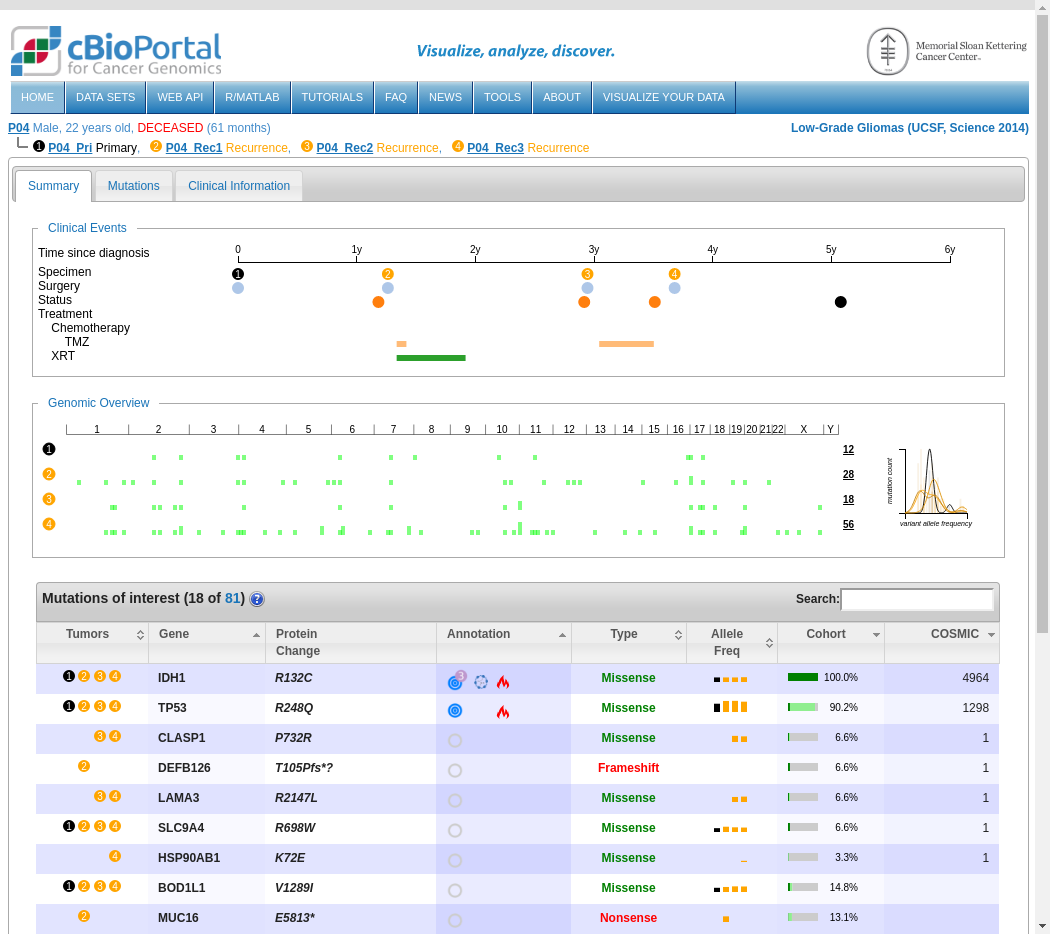 cBioPortal
for Cancer Genomics
Visualize, analyze, discover.
Memorial Sloan Kettering
Cancer Center
HOME DATA SETS WEB API R/MATLAB TUTORIALS FAQ NEWS TOOLS ABOUT VISUALIZE YOUR DATA
P04 Male, 22 years old, DECEASED (61 months) Low-Grade Gliomas (UCSF, Science 2014)
1 P04_Pri Primary, 2 P04_Rec1 Recurrence, 3 P04_Rec2 Recurrence, 4 P04_Rec3 Recurrence
Summary Mutations Clinical Information
Clinical Events
Time since diagnosis 0 1y 2y 3y 4y 5y 6y
Specimen 1 2 3 4
Surgery
Status
Treatment
Chemotherapy
TMZ
XRT
Genomic Overview
1 2 3 4 5 6 7 8 9 10 11 12 13 14 15 16 17 18 19 20 21 22 X Y
1 12
2 28
3 18
4 56
mutation count
variant allele frequency
Mutations of interest (18 of 81) ? Search:
Tumors Gene Protein Change Annotation Type Allele Freq Cohort COSMIC
1 2 3 4 IDH1 R132C 3 Missense 100.0% 4964
1 2 3 4 TP53 R248Q Missense 90.2% 1298
3 4 CLASP1 P732R Missense 6.6% 1
2 DEFB126 T105Pfs*? Frameshift 6.6% 1
3 4 LAMA3 R2147L Missense 6.6% 1
1 2 3 4 SLC9A4 R698W Missense 6.6% 1
4 HSP90AB1 K72E Missense 3.3% 1
1 2 3 4 BOD1L1 V1289I Missense 14.8%
2 MUC16 E5813* Nonsense 13.1%